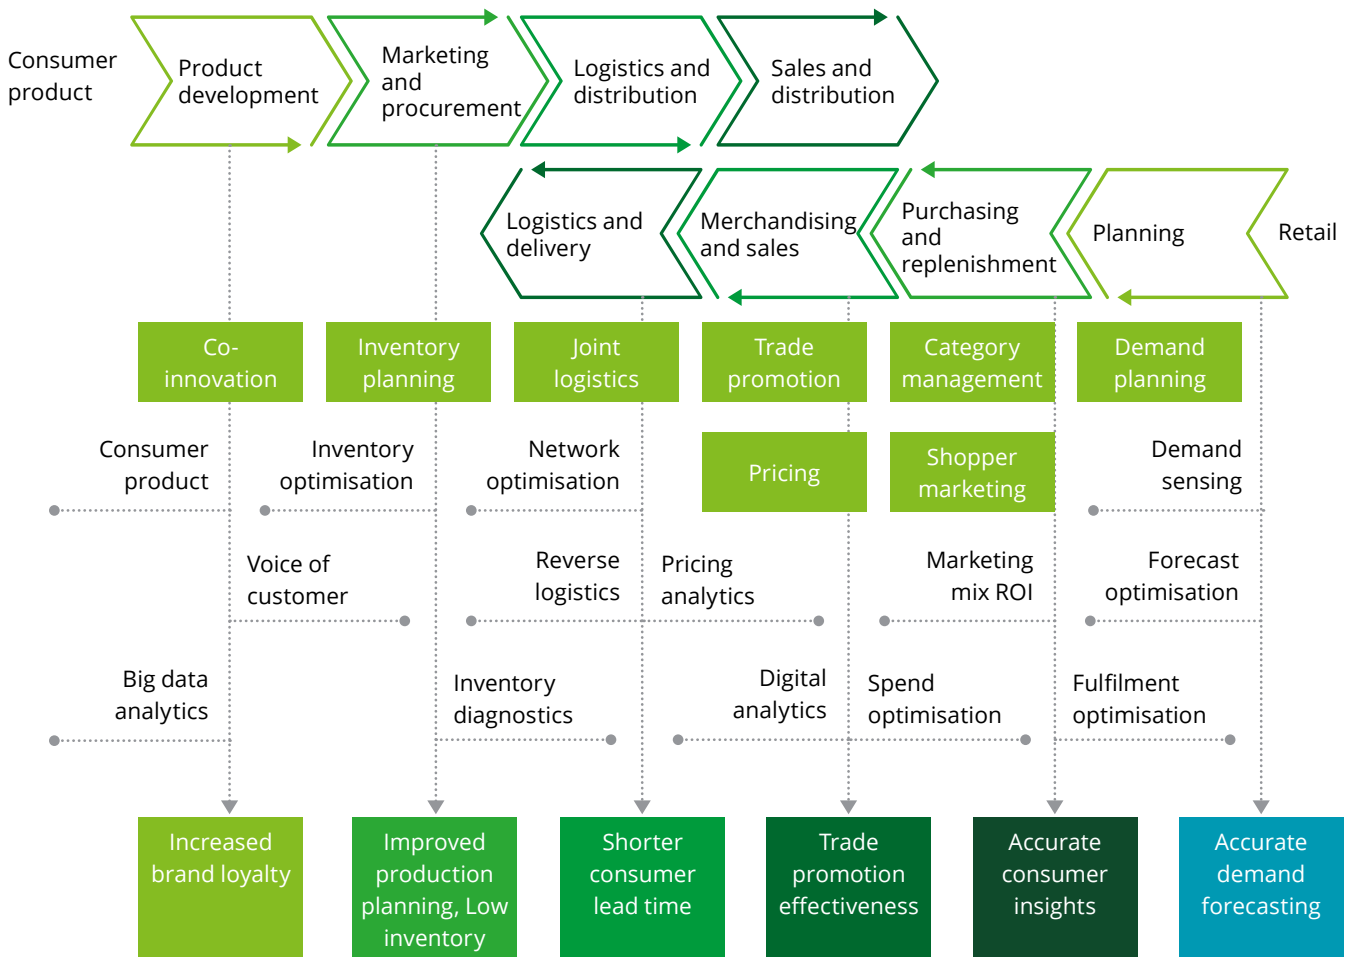 Consumer
product
Product
development
Marketing
and
procurement
Logistics and
distribution
Sales and
distribution
Logistics and
delivery
Merchandising
and sales
Purchasing
and
replenishment
Planning
Retail
Co-
innovation
Inventory
planning
Joint
logistics
Trade
promotion
Category
management
Demand
planning
Consumer
product
Inventory
optimisation
Network
optimisation
Pricing
Shopper
marketing
Demand
sensing
Voice of
customer
Reverse
logistics
Pricing
analytics
Marketing
mix ROI
Forecast
optimisation
Big data
analytics
Inventory
diagnostics
Digital
analytics
Spend
optimisation
Fulfilment
optimisation
Increased
brand loyalty
Improved
production
planning, Low
inventory
Shorter
consumer
lead time
Trade
promotion
effectiveness
Accurate
consumer
insights
Accurate
demand
forecasting